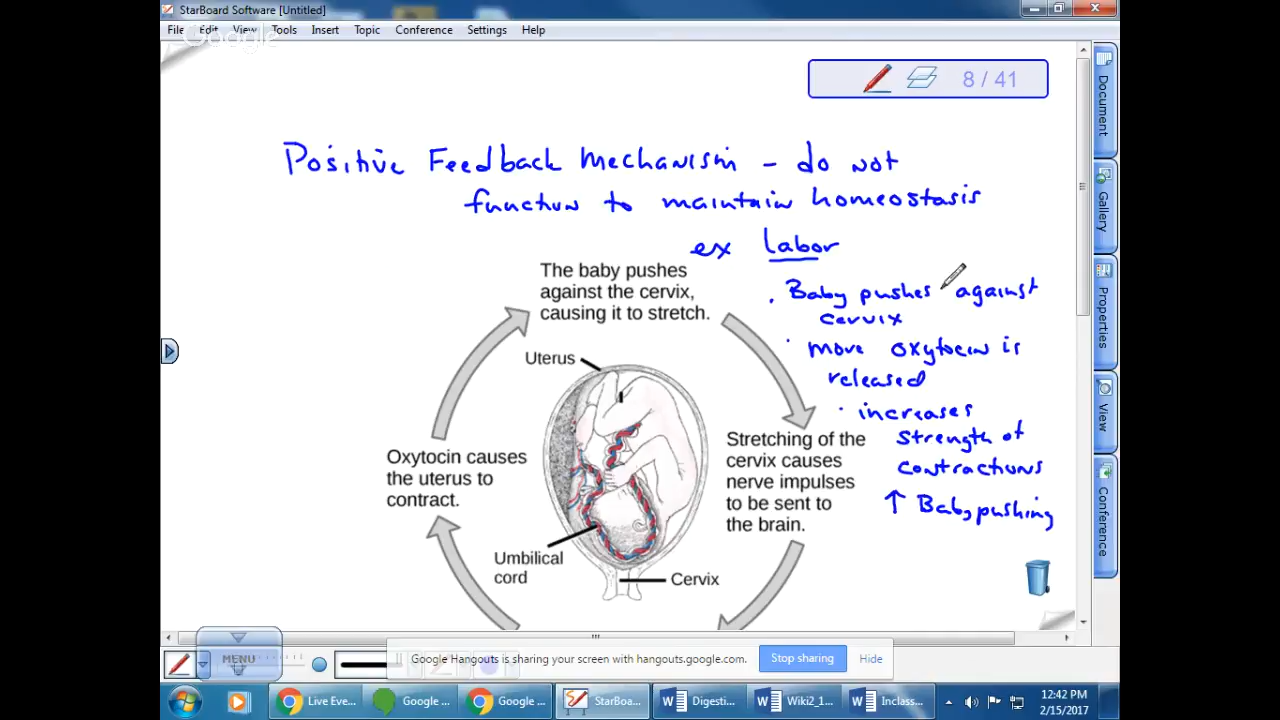 StarBoard Software [Untitled]
File Edit View Tools Insert Topic Conference Settings Help
Google
8 / 41
Positive Feedback Mechanism - do not
function to maintain homeostasis
ex labor
The baby pushes
against the cervix,
causing it to stretch.
. Baby pushes against
cervix
· more oxytocin is
released
· increases
strength of
contractions
↑ Baby pushing
Uterus
Stretching of the
cervix causes
nerve impulses
to be sent to
the brain.
Oxytocin causes
the uterus to
contract.
Umbilical
cord
Cervix
Document
Gallery
Properties
View
Conference
MENU
Google Hangouts is sharing your screen with hangouts.google.com. Stop sharing Hide
Live Eve...
Google ...
Google ...
StarBoa...
Digesti...
Wiki2_1...
Inclass...
12:42 PM
2/15/2017